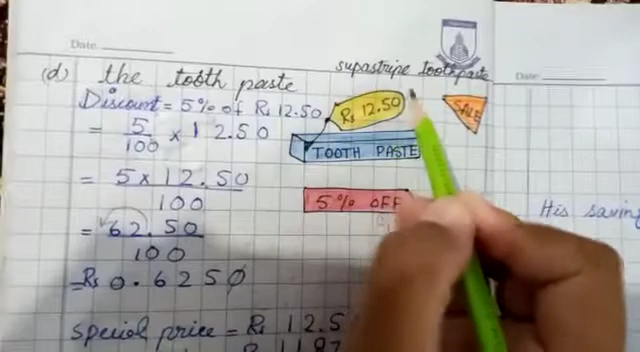 Date
Date
supastripe toothpaste
(d) the tooth paste
Discount = 5% of Rs 12.50
Rs 12.50
SALE
= 5/100 x 12.50
TOOTH PASTE
= 5 x 12.50
100
5% OFF
His saving
= 62.50
100
= Rs 0.6250
special price = Rs 12.5